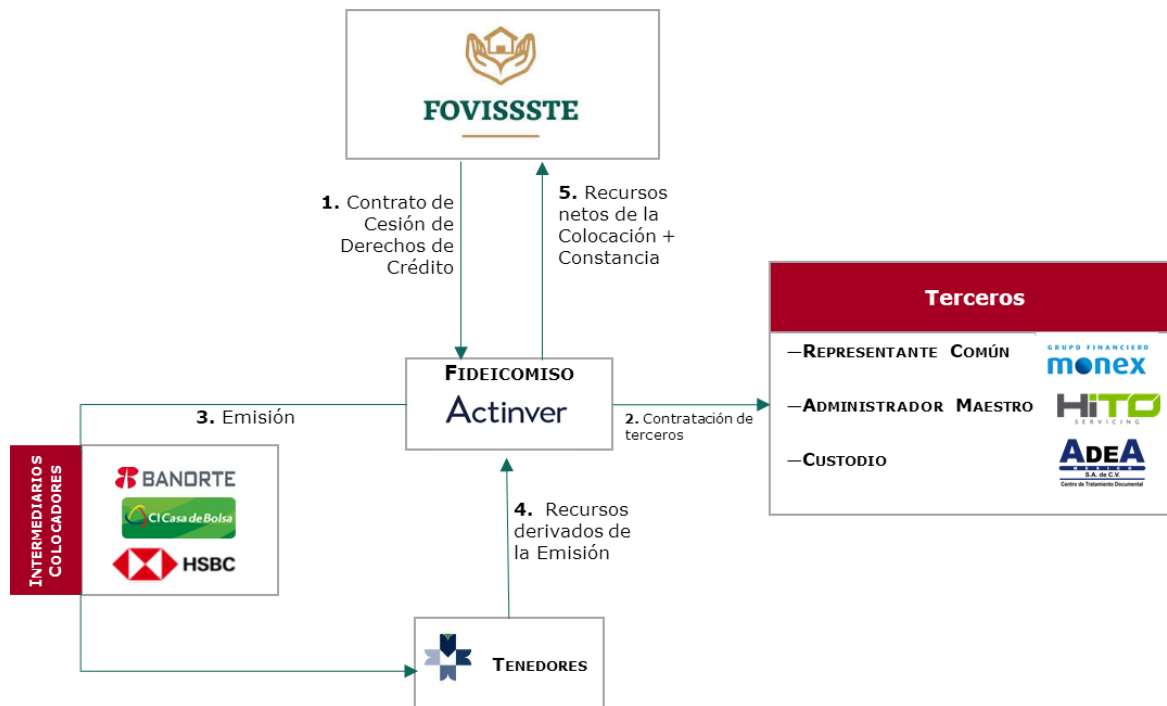 FOVISSSTE
1. Contrato de
Cesión de
Derechos de
Crédito
5. Recursos
netos de la
Colocación +
Constancia
Terceros
—REPRESENTANTE COMÚN
GRUPO FINANCIERO
monex
—ADMINISTRADOR MAESTRO
HiTO
SERVICING
—CUSTODIO
ADEA
MÉXICO
S.A. de C.V.
Centro de Tratamiento Documental
FIDEICOMISO
Actinver
2. Contratación de
terceros
3. Emisión
INTERMEDIARIOS
COLOCADORES
BANORTE
CI Casa de Bolsa
HSBC
4. Recursos
derivados de
la Emisión
TENEDORES